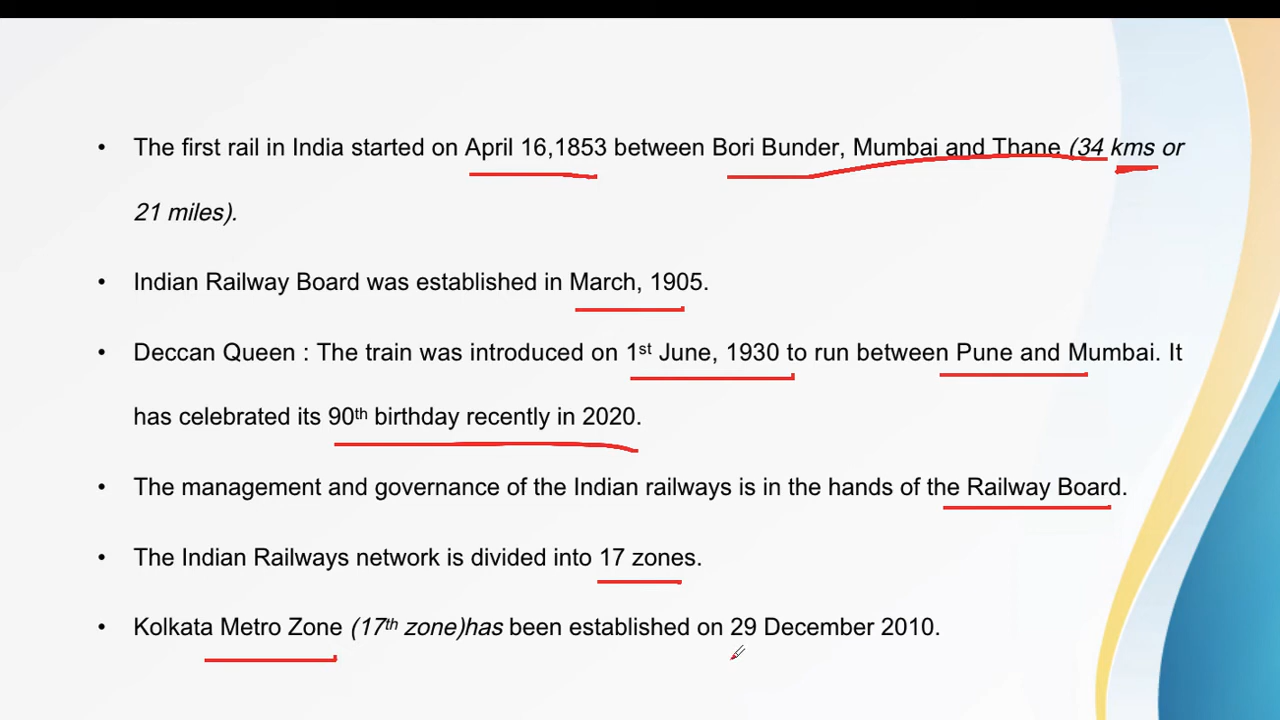 • The first rail in India started on April 16,1853 between Bori Bunder, Mumbai and Thane (34 kms or
21 miles).
• Indian Railway Board was established in March, 1905.
• Deccan Queen : The train was introduced on 1st June, 1930 to run between Pune and Mumbai. It
has celebrated its 90th birthday recently in 2020.
• The management and governance of the Indian railways is in the hands of the Railway Board.
• The Indian Railways network is divided into 17 zones.
• Kolkata Metro Zone (17th zone)has been established on 29 December 2010.